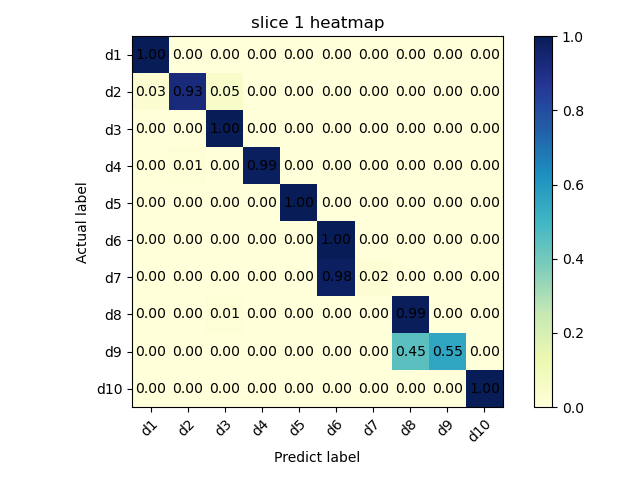 slice 1 heatmap
d1 1.00 0.00 0.00 0.00 0.00 0.00 0.00 0.00 0.00 0.00
d2 0.03 0.93 0.05 0.00 0.00 0.00 0.00 0.00 0.00 0.00
d3 0.00 0.00 1.00 0.00 0.00 0.00 0.00 0.00 0.00 0.00
d4 0.00 0.01 0.00 0.99 0.00 0.00 0.00 0.00 0.00 0.00
d5 0.00 0.00 0.00 0.00 1.00 0.00 0.00 0.00 0.00 0.00
d6 0.00 0.00 0.00 0.00 0.00 1.00 0.00 0.00 0.00 0.00
d7 0.00 0.00 0.00 0.00 0.00 0.98 0.02 0.00 0.00 0.00
d8 0.00 0.00 0.01 0.00 0.00 0.00 0.00 0.99 0.00 0.00
d9 0.00 0.00 0.00 0.00 0.00 0.00 0.00 0.45 0.55 0.00
d10 0.00 0.00 0.00 0.00 0.00 0.00 0.00 0.00 0.00 1.00
d1 d2 d3 d4 d5 d6 d7 d8 d9 d10
Predict label
Actual label
1.0
0.8
0.6
0.4
0.2
0.0